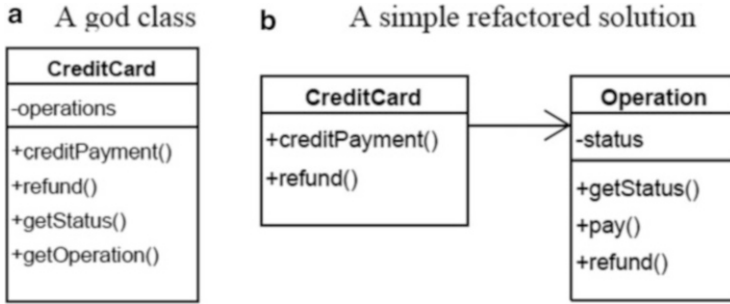 a A god class
CreditCard
-operations
+creditPayment()
+refund()
+getStatus()
+getOperation()
b A simple refactored solution
CreditCard
+creditPayment()
+refund()
Operation
-status
+getStatus()
+pay()
+refund()